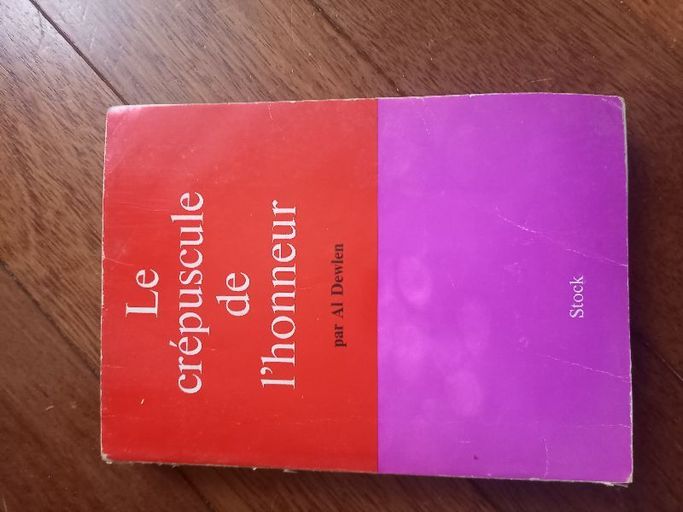 Le
crépuscule
de
l'honneur
par Al Dewlen
Stock